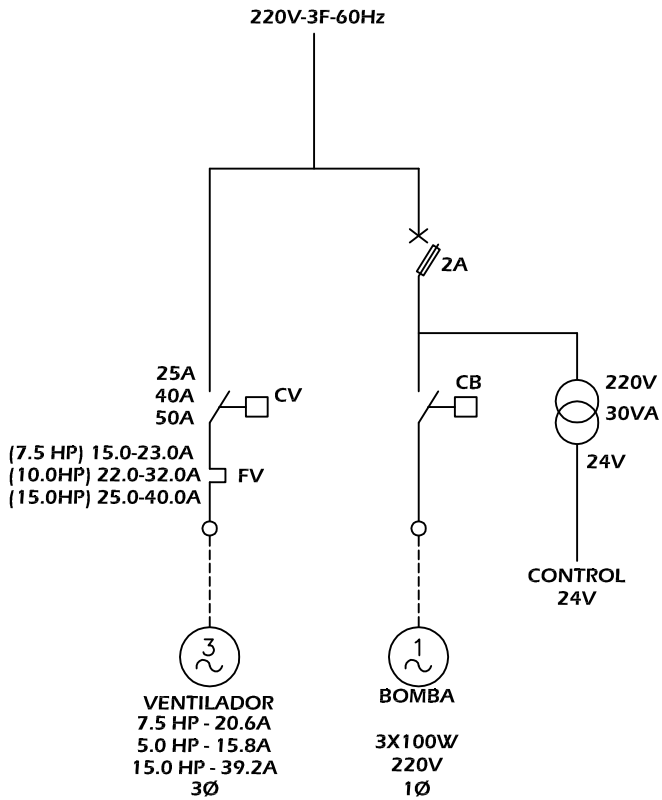 220V-3F-60Hz
2A
25A
40A
50A
CV
CB
220V
30VA
24V
(7.5 HP) 15.0-23.0A
(10.0HP) 22.0-32.0A
(15.0HP) 25.0-40.0A
FV
CONTROL
24V
3
1
VENTILADOR
7.5 HP - 20.6A
5.0 HP - 15.8A
15.0 HP - 39.2A
3Ø
BOMBA
3X100W
220V
1Ø